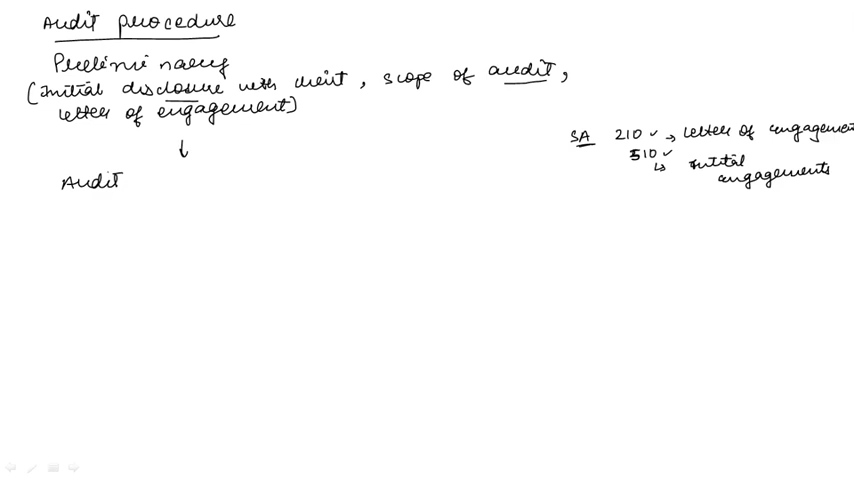 Audit procedure
Preliminary
(Initial disclosure with client, scope of audit,
letter of engagement)
↓
Audit
SA 210 ✓ → letter of engagement
510 ✓
↳ Initial
engagements